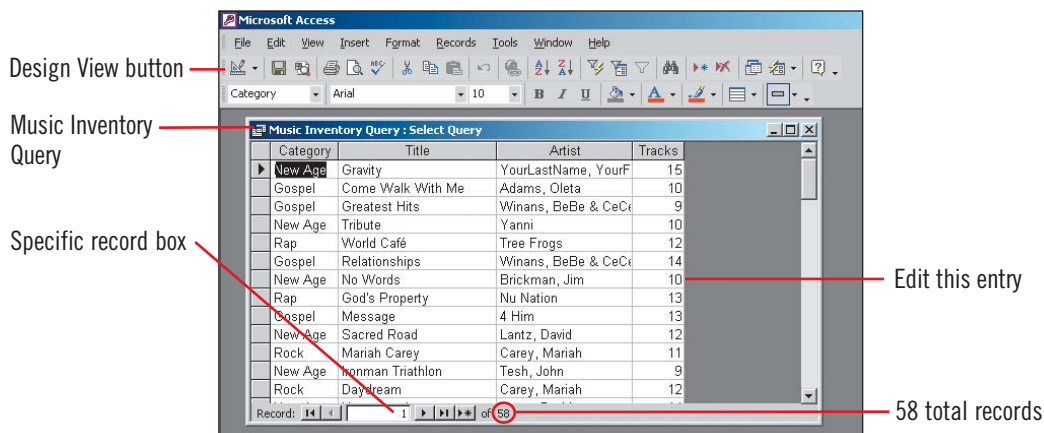 Microsoft Access
File Edit View Insert Format Records Tools Window Help
Design View button
Category Arial 10 B I U A
Music Inventory Query
Music Inventory Query : Select Query
Category Title Artist Tracks
New Age Gravity YourLastName, YourF 15
Gospel Come Walk With Me Adams, Oleta 10
Gospel Greatest Hits Winans, BeBe & CeCe 9
New Age Tribute Yanni 10
Rap World Café Tree Frogs 12
Specific record box
Gospel Relationships Winans, BeBe & CeCe 14
New Age No Words Brickman, Jim 10
Edit this entry
Rap God's Property Nu Nation 13
Gospel Message 4 Him 13
New Age Sacred Road Lantz, David 12
Rock Mariah Carey Carey, Mariah 11
New Age Ironman Triathlon Tesh, John 9
Rock Daydream Carey, Mariah 12
Record: 1 of 58
58 total records